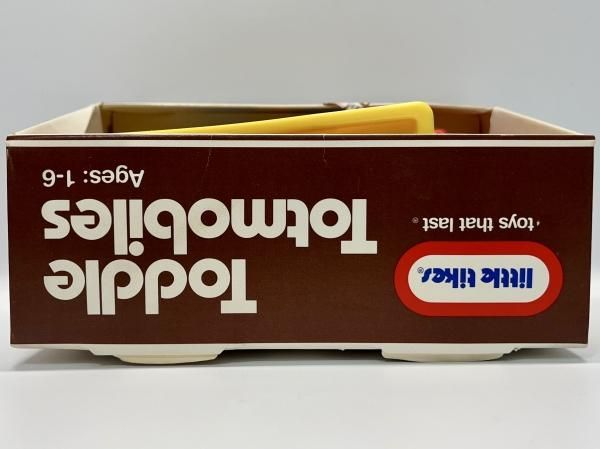 little tikes®
toys that last®
Toddle
Totmobiles
Ages: 1-6